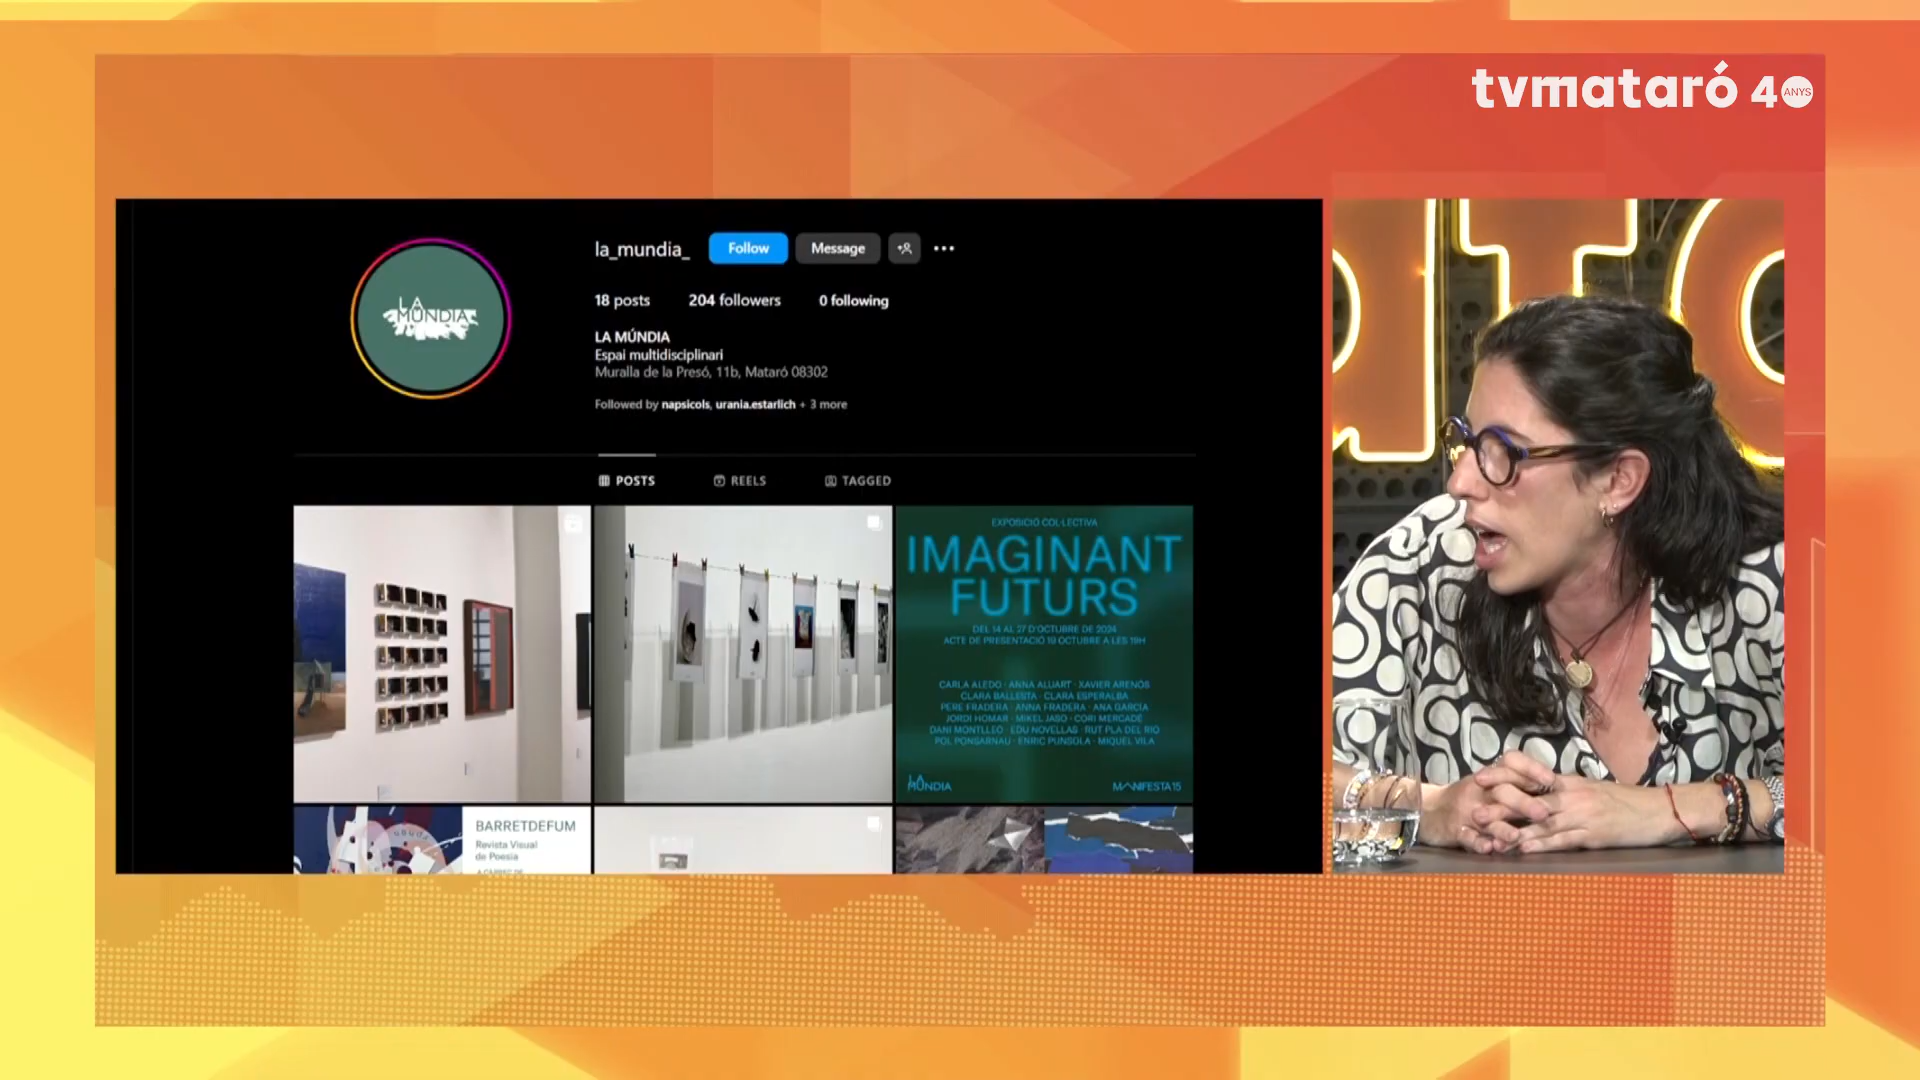 tvmataró 40 ANYS
la_mundia_ Follow Message
18 posts 204 followers 0 following
LA MÚNDIA
Espai multidisciplinari
Muralla de la Presó, 11b, Mataró 08302
Followed by napsicols, urania.estarlich + 3 more
POSTS REELS TAGGED
LA MÚNDIA
EXPOSICIÓ COL·LECTIVA
IMAGINANT
FUTURS
DEL 14 AL 27 D'OCTUBRE DE 2024
ACTE DE PRESENTACIÓ 19 OCTUBRE A LES 19H
CARLA ALEDO · ANNA ALUART · XAVIER ARENÓS
CLARA BALLESTA · CLARA ESPERALBA
PERE FRADERA · ANNA FRADERA · ANA GARCIA
JORDI HOMAR · MIKEL JASO · CORI MERCADÉ
DANI MONTLLEÓ · EDU NOVELLAS · RUT PLA DEL RIO
POL PONSARNAU · ENRIC PUNSOLA · MIQUEL VILA
LA MÚNDIA
MANIFESTA15
BARRETDEFUM
Revista Visual
de Poesia